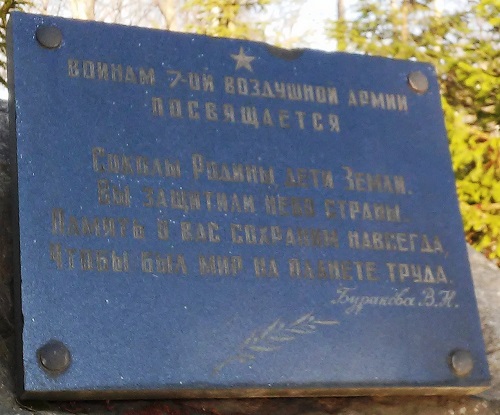 ВОИНАМ 7-ОЙ ВОЗДУШНОЙ АРМИИ
ПОСВЯЩАЕТСЯ
СОКОЛЫ РОДИНЫ ДЕТИ ЗЕМЛИ.
ВЫ ЗАЩИТИЛИ НЕБО СТРАНЫ.
ПАМЯТЬ О ВАС СОХРАНИМ НАВСЕГДА,
ЧТОБЫ БЫЛ МИР НА ПЛАНЕТЕ ТРУДА.
Буракова.В.Н.